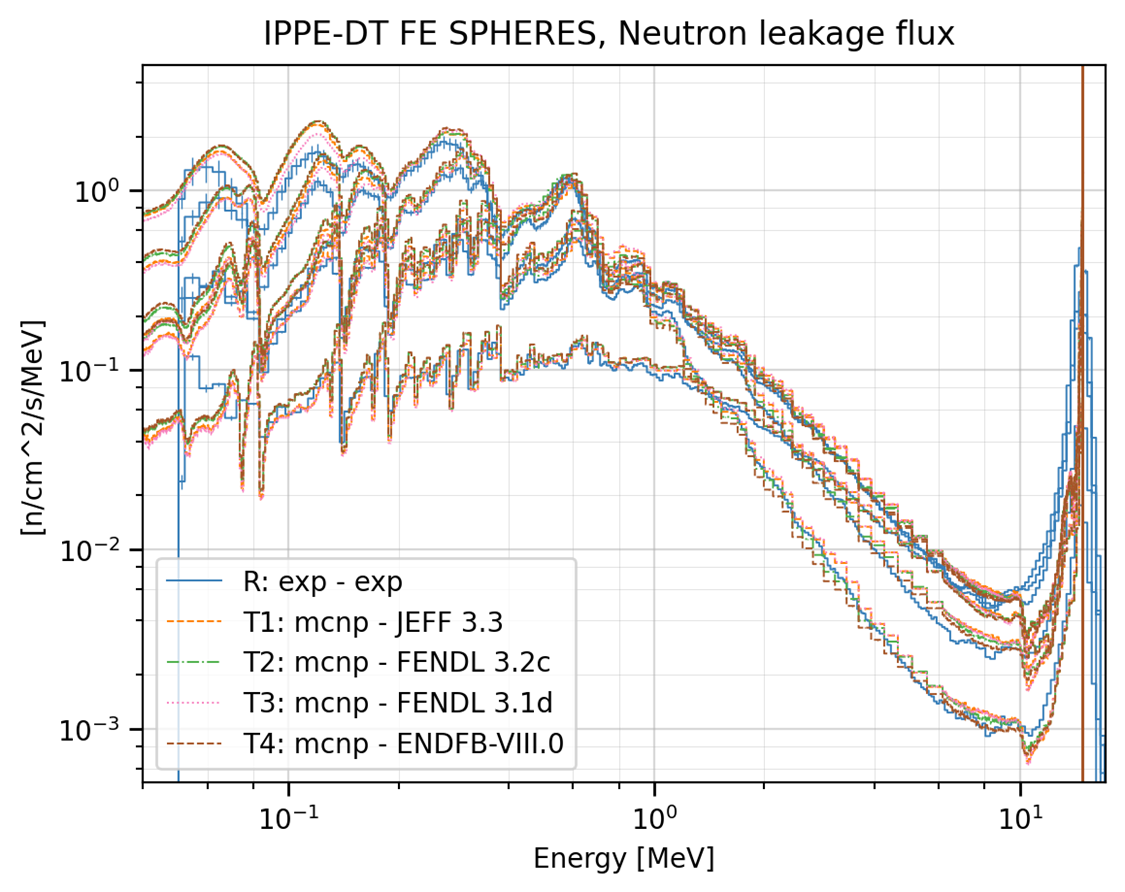 IPPE-DT FE SPHERES, Neutron leakage flux
[n/cm^2/s/MeV]
10^0
10^-1
10^-2
10^-3
R: exp - exp
T1: mcnp - JEFF 3.3
T2: mcnp - FENDL 3.2c
T3: mcnp - FENDL 3.1d
T4: mcnp - ENDFB-VIII.0
10^-1 10^0 10^1
Energy [MeV]